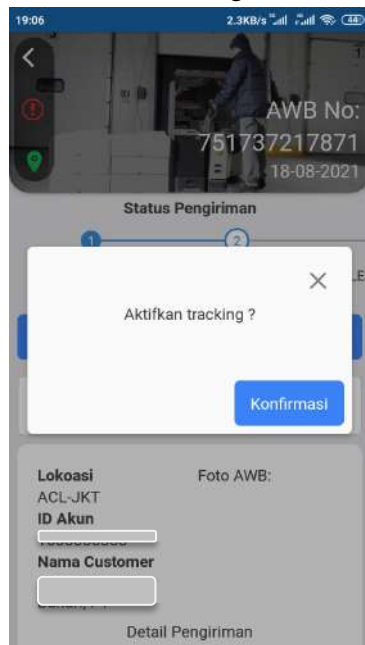 19:06
2.3KB/s
44
AWB No:
751737217871
18-08-2021
Status Pengiriman
1
2
LE
Aktifkan tracking ?
Konfirmasi
Lokoasi
Foto AWB:
ACL-JKT
ID Akun
Nama Customer
Detail Pengiriman